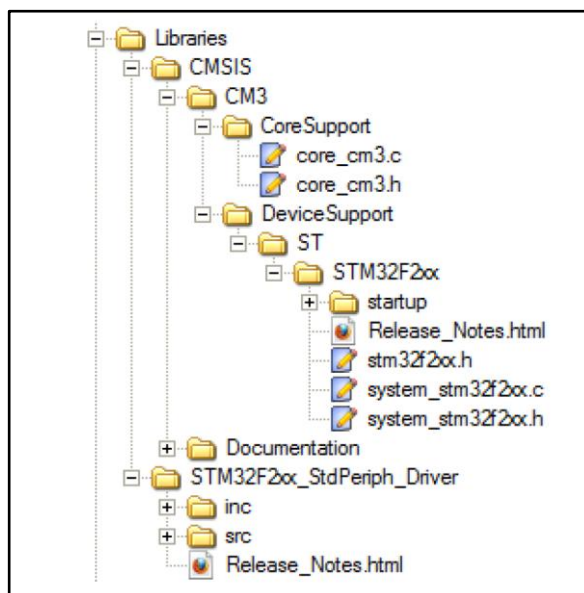 Libraries
CMSIS
CM3
CoreSupport
core_cm3.c
core_cm3.h
DeviceSupport
ST
STM32F2xx
startup
Release_Notes.html
stm32f2xx.h
system_stm32f2xx.c
system_stm32f2xx.h
Documentation
STM32F2xx_StdPeriph_Driver
inc
src
Release_Notes.html